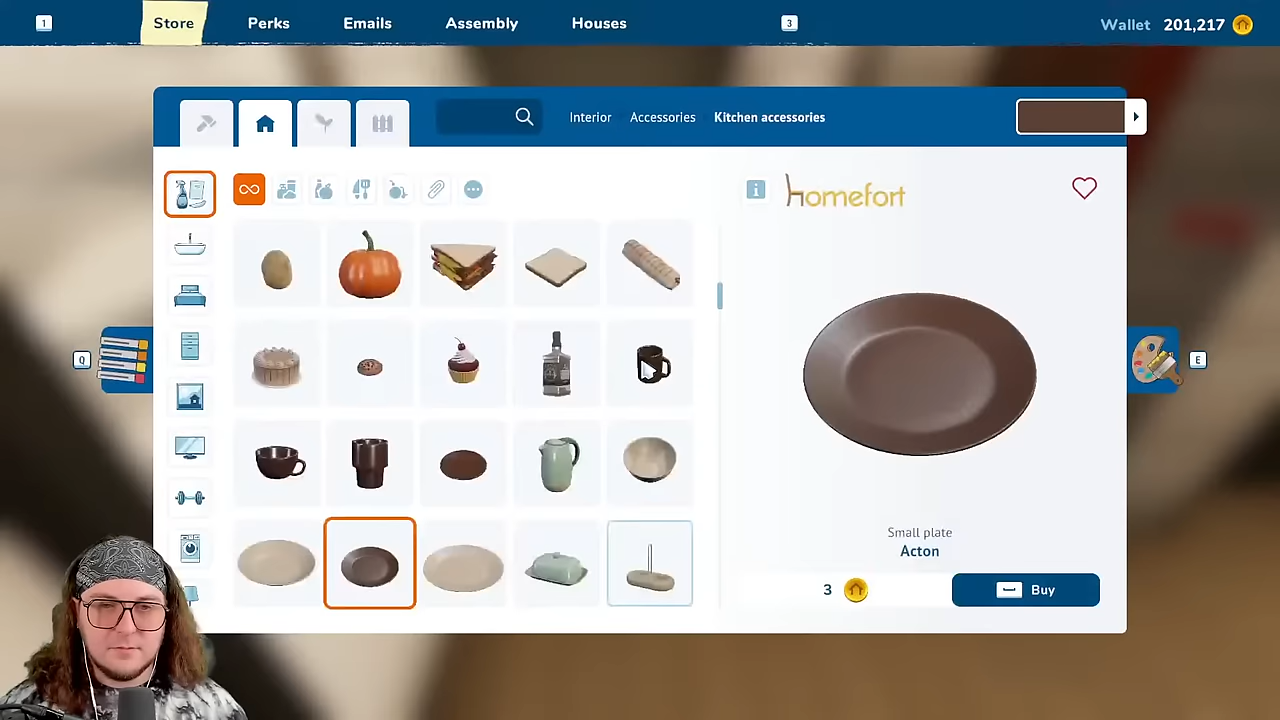 1
Store
Perks
Emails
Assembly
Houses
3
Wallet 201,217
Interior
Accessories
Kitchen accessories
homefort
Q
E
Small plate
Acton
3
Buy